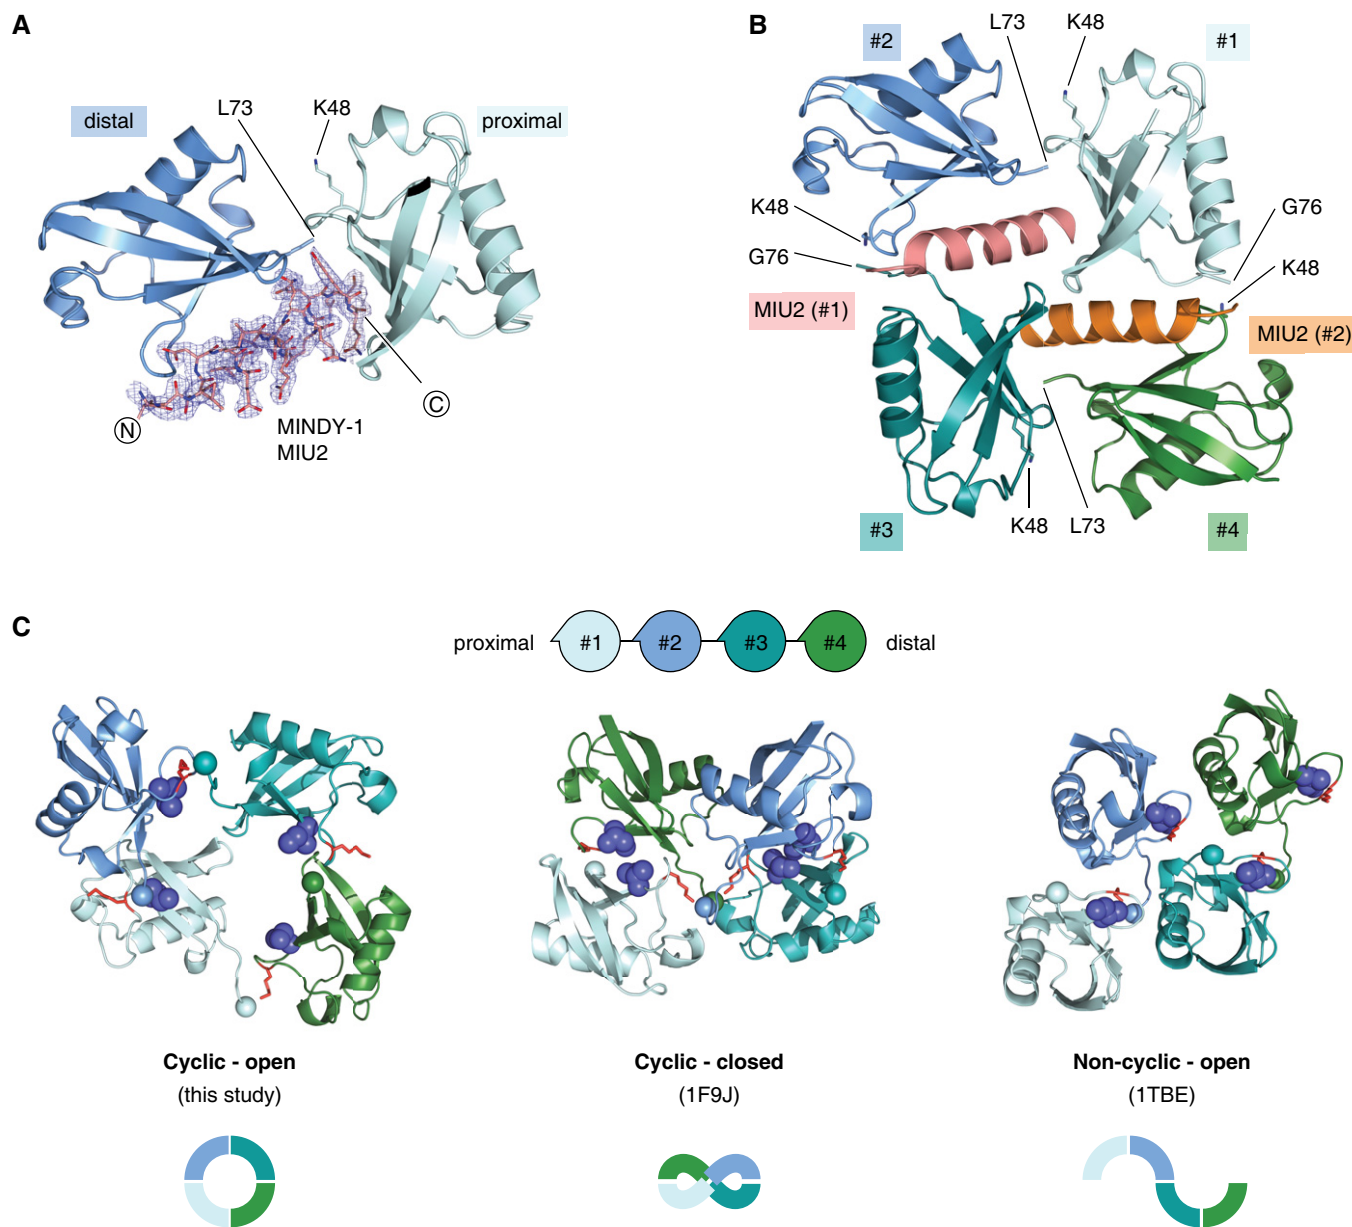 A
distal
L73
K48
proximal
N
C
MINDY-1
MIU2
B
#2
L73
K48
#1
K48
G76
G76
K48
MIU2 (#1)
MIU2 (#2)
#3
K48
L73
#4
C
proximal
#1
#2
#3
#4
distal
Cyclic - open
(this study)
Cyclic - closed
(1F9J)
Non-cyclic - open
(1TBE)